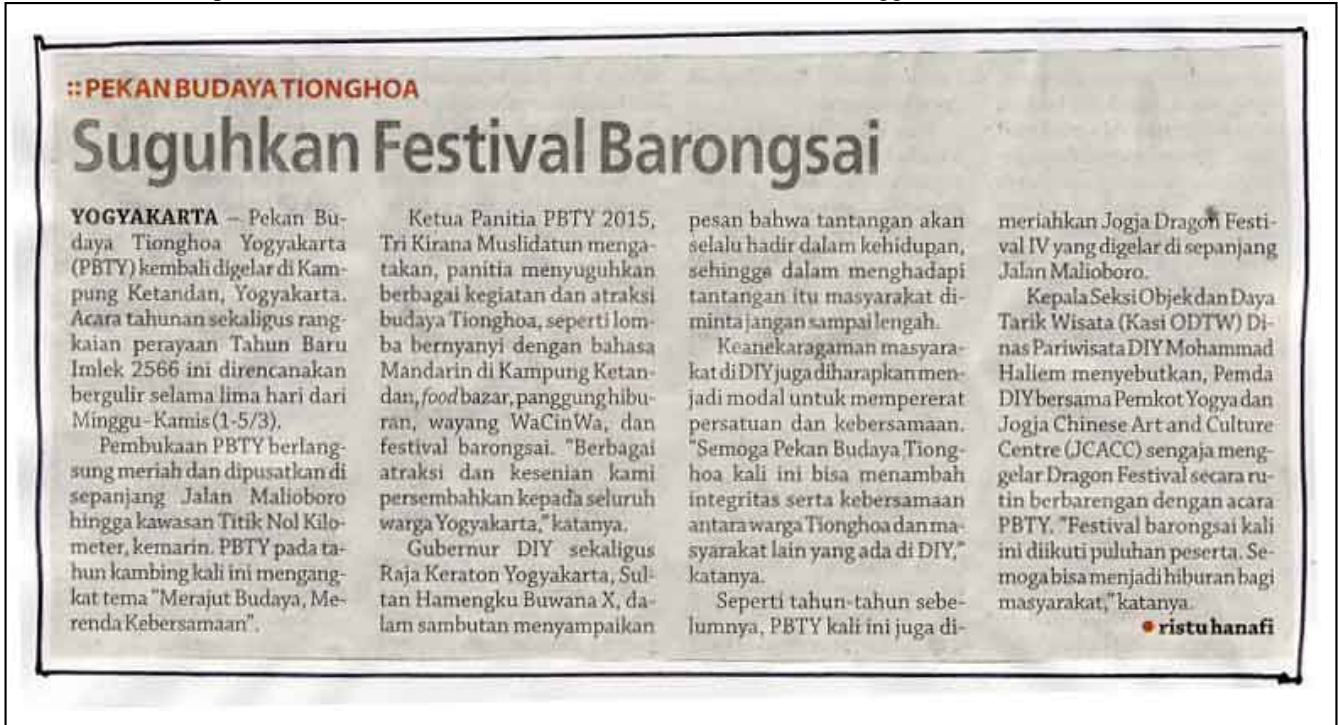 ::PEKAN BUDAYA TIONGHOA
Suguhkan Festival Barongsai
YOGYAKARTA – Pekan Bu-
daya Tionghoa Yogyakarta
(PBTY) kembali digelar di Kam-
pung Ketandan, Yogyakarta.
Acara tahunan sekaligus rang-
kaian perayaan Tahun Baru
Imlek 2566 ini direncanakan
bergulir selama lima hari dari
Minggu-Kamis (1-5/3).
Pembukaan PBTY berlang-
sung meriah dan dipusatkan di
sepanjang Jalan Malioboro
hingga kawasan Titik Nol Kilo-
meter, kemarin. PBTY pada ta-
hun kambing kali ini mengang-
kat tema "Merajut Budaya, Me-
renda Kebersamaan".
Ketua Panitia PBTY 2015,
Tri Kirana Muslidatun menga-
takan, panitia menyuguhkan
berbagai kegiatan dan atraksi
budaya Tionghoa, seperti lom-
ba bernyanyi dengan bahasa
Mandarin di Kampung Ketan-
dan, food bazar, panggung hibu-
ran, wayang WaCinWa, dan
festival barongsai. "Berbagai
atraksi dan kesenian kami
persembahkan kepada seluruh
warga Yogyakarta," katanya.
Gubernur DIY sekaligus
Raja Keraton Yogyakarta, Sul-
tan Hamengku Buwana X, da-
lam sambutan menyampaikan
pesan bahwa tantangan akan
selalu hadir dalam kehidupan,
sehingga dalam menghadapi
tantangan itu masyarakat di-
minta jangan sampai lengah.
Keanekaragaman masyara-
kat di DIY juga diharapkan men-
jadi modal untuk mempererat
persatuan dan kebersamaan.
"Semoga Pekan Budaya Tiong-
hoa kali ini bisa menambah
integritas serta kebersamaan
antara warga Tionghoa dan ma-
syarakat lain yang ada di DIY,"
katanya.
Seperti tahun-tahun sebe-
lumnya, PBTY kali ini juga di-
meriahkan Jogja Dragon Festi-
val IV yang digelar di sepanjang
Jalan Malioboro.
Kepala Seksi Objek dan Daya
Tarik Wisata (Kasi ODTW) Di-
nas Pariwisata DIY Mohammad
Haliem menyebutkan, Pemda
DIY bersama Pemkot Yogya dan
Jogja Chinese Art and Culture
Centre (JCACC) sengaja meng-
gelar Dragon Festival secara ru-
tin berbarengan dengan acara
PBTY. "Festival barongsai kali
ini diikuti puluhan peserta. Se-
moga bisa menjadi hiburan bagi
masyarakat," katanya.
● ristu hanafi